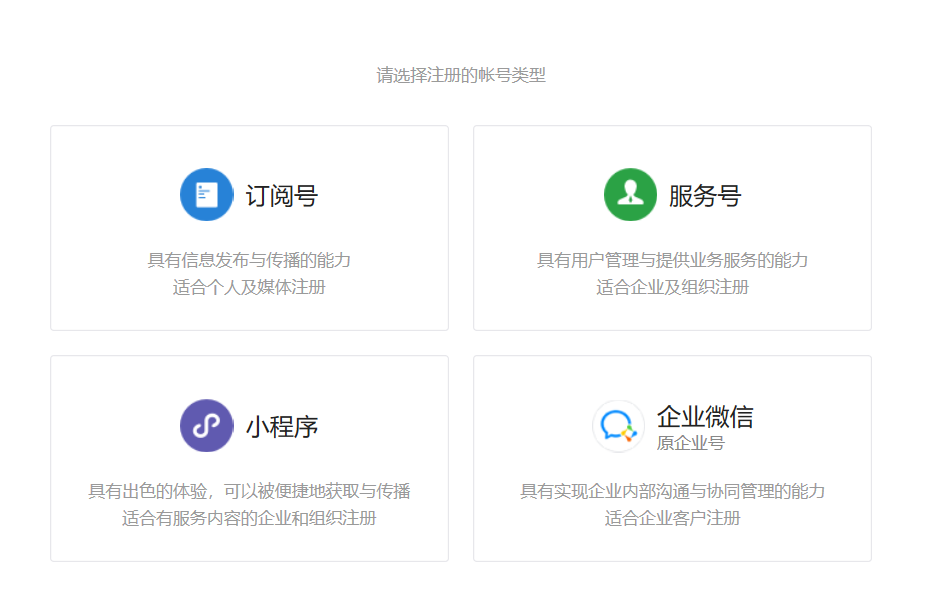 请选择注册的帐号类型
订阅号
具有信息发布与传播的能力
适合个人及媒体注册
服务号
具有用户管理与提供业务服务的能力
适合企业及组织注册
小程序
具有出色的体验，可以被便捷地获取与传播
适合有服务内容的企业和组织注册
企业微信
原企业号
具有实现企业内部沟通与协同管理的能力
适合企业客户注册